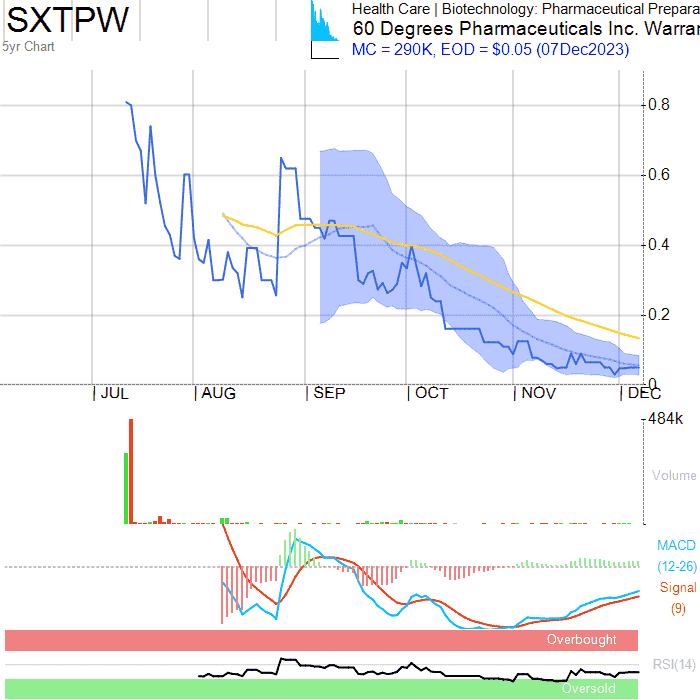 SXTPW
5yr Chart
Health Care | Biotechnology: Pharmaceutical Prepara
60 Degrees Pharmaceuticals Inc. Warrar
MC = 290K, EOD = $0.05 (07Dec2023)
0.8
0.6
0.4
0.2
0
JUL AUG SEP OCT NOV DEC
484k
Volume
MACD
(12-26)
Signal
(9)
Overbought
RSI(14)
Oversold